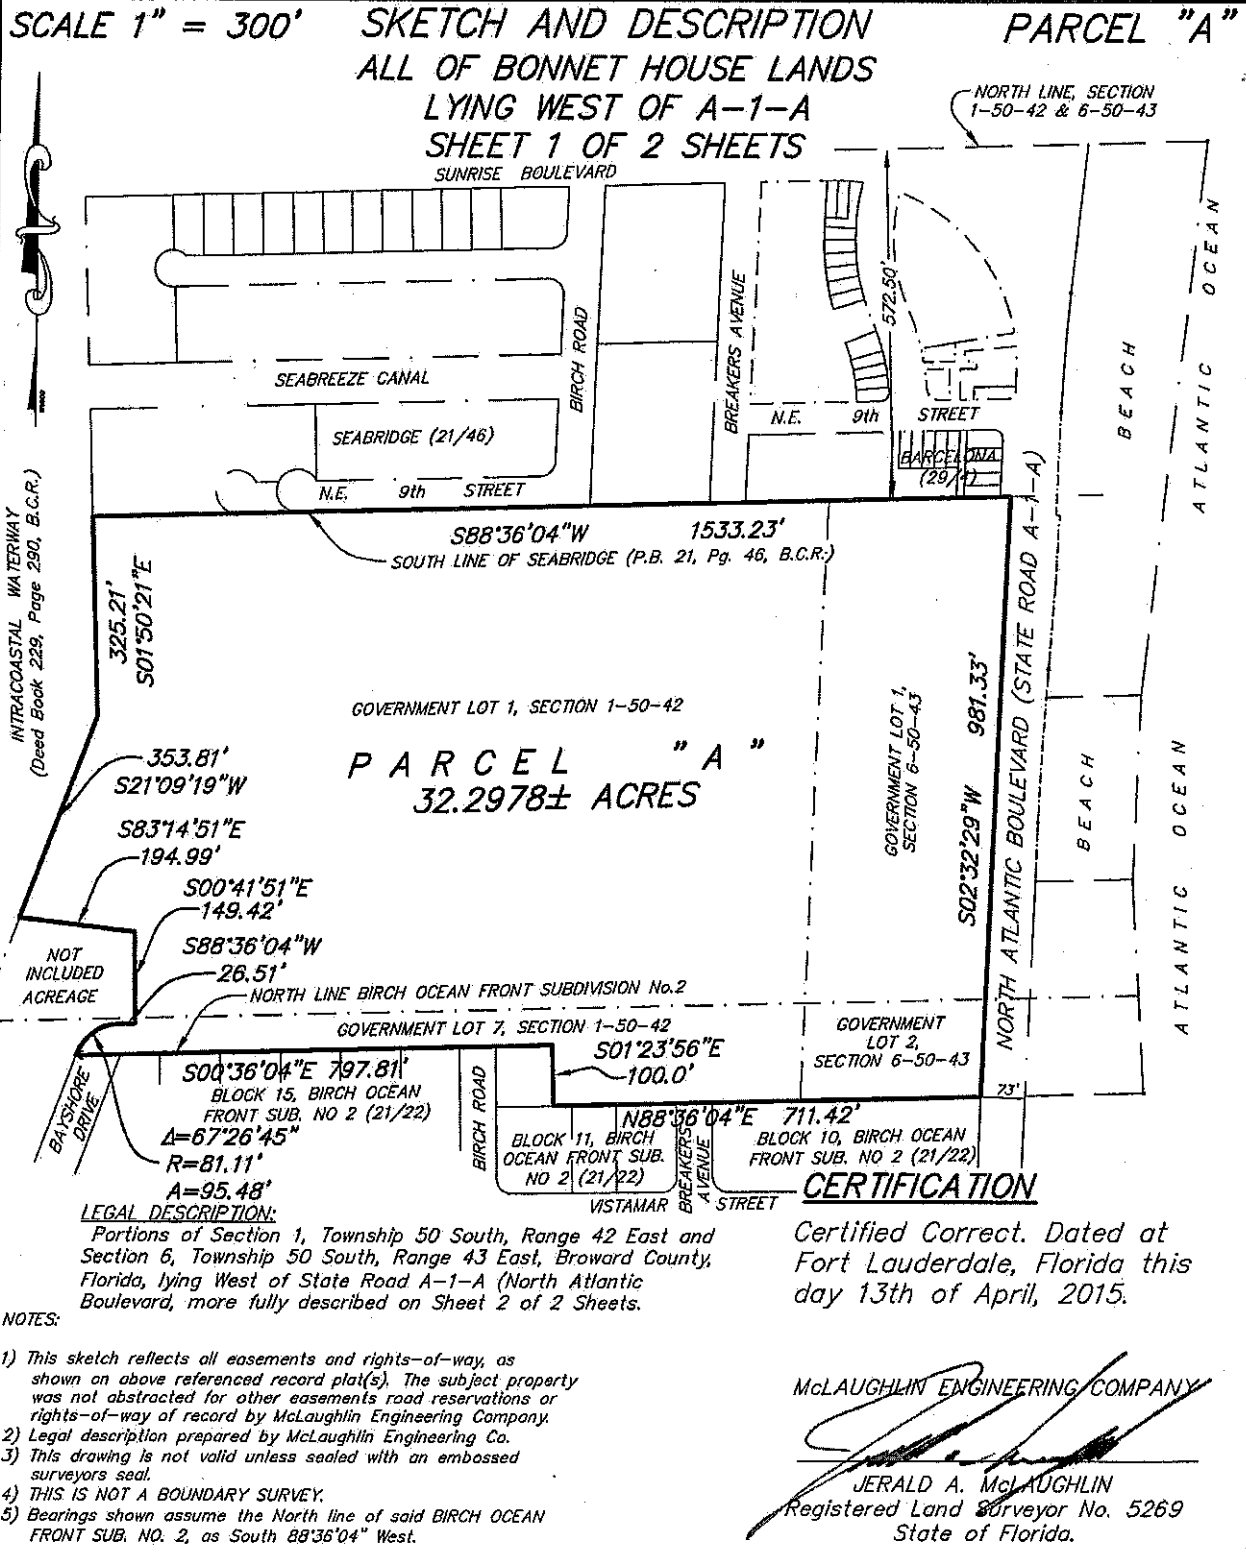 SCALE 1" = 300'
SKETCH AND DESCRIPTION
PARCEL "A"
ALL OF BONNET HOUSE LANDS
LYING WEST OF A-1-A
SHEET 1 OF 2 SHEETS
NORTH LINE, SECTION
1-50-42 & 6-50-43
SUNRISE BOULEVARD
572.50'
BIRCH ROAD
BREAKERS AVENUE
SEABREEZE CANAL
SEABRIDGE (21/46)
N.E. 9th STREET
N.E. 9th STREET
BARCELONA
BEACH
ATLANTIC OCEAN
INTRACOASTAL WATERWAY
(Deed Book 229, Page 290, B.C.R.)
S88°36'04"W 1533.23'
SOUTH LINE OF SEABRIDGE (P.B. 21, Pg. 46, B.C.R.)
325.21'
S01°50'21"E
GOVERNMENT LOT 1, SECTION 1-50-42
PARCEL "A"
32.2978± ACRES
GOVERNMENT LOT 1,
SECTION 6-50-43
S02°32'29"W 981.33'
NORTH ATLANTIC BOULEVARD (STATE ROAD A-1-A)
BEACH
ATLANTIC OCEAN
353.81'
S21°09'19"W
S83°14'51"E
194.99'
S00°41'51"E
149.42'
S88°36'04"W
26.51'
NOT
INCLUDED
ACREAGE
NORTH LINE BIRCH OCEAN FRONT SUBDIVISION No.2
GOVERNMENT LOT 7, SECTION 1-50-42
GOVERNMENT
LOT 2,
SECTION 6-50-43
S01°23'56"E
100.0'
S00°36'04"E 797.81'
BLOCK 15, BIRCH OCEAN
FRONT SUB. NO 2 (21/22)
BAYSHORE
DRIVE
Δ=67°26'45"
R=81.11'
A=95.48'
BIRCH ROAD
73'
N88°36'04"E 711.42'
BLOCK 11, BIRCH
OCEAN FRONT SUB.
NO 2 (21/22)
BREAKERS
AVENUE
BLOCK 10, BIRCH OCEAN
FRONT SUB. NO 2 (21/22)
VISTAMAR STREET
LEGAL DESCRIPTION:
Portions of Section 1, Township 50 South, Range 42 East and
Section 6, Township 50 South, Range 43 East, Broward County,
Florida, lying West of State Road A-1-A (North Atlantic
Boulevard, more fully described on Sheet 2 of 2 Sheets.
CERTIFICATION
Certified Correct. Dated at
Fort Lauderdale, Florida this
day 13th of April, 2015.
NOTES:
1) This sketch reflects all easements and rights-of-way, as
shown on above referenced record plat(s). The subject property
was not abstracted for other easements road reservations or
rights-of-way of record by McLaughlin Engineering Company.
2) Legal description prepared by McLaughlin Engineering Co.
3) This drawing is not valid unless sealed with an embossed
surveyors seal.
4) THIS IS NOT A BOUNDARY SURVEY.
5) Bearings shown assume the North line of said BIRCH OCEAN
FRONT SUB. NO. 2, as South 88°36'04" West.
McLAUGHLIN ENGINEERING COMPANY
JERALD A. McLAUGHLIN
Registered Land Surveyor No. 5269
State of Florida.